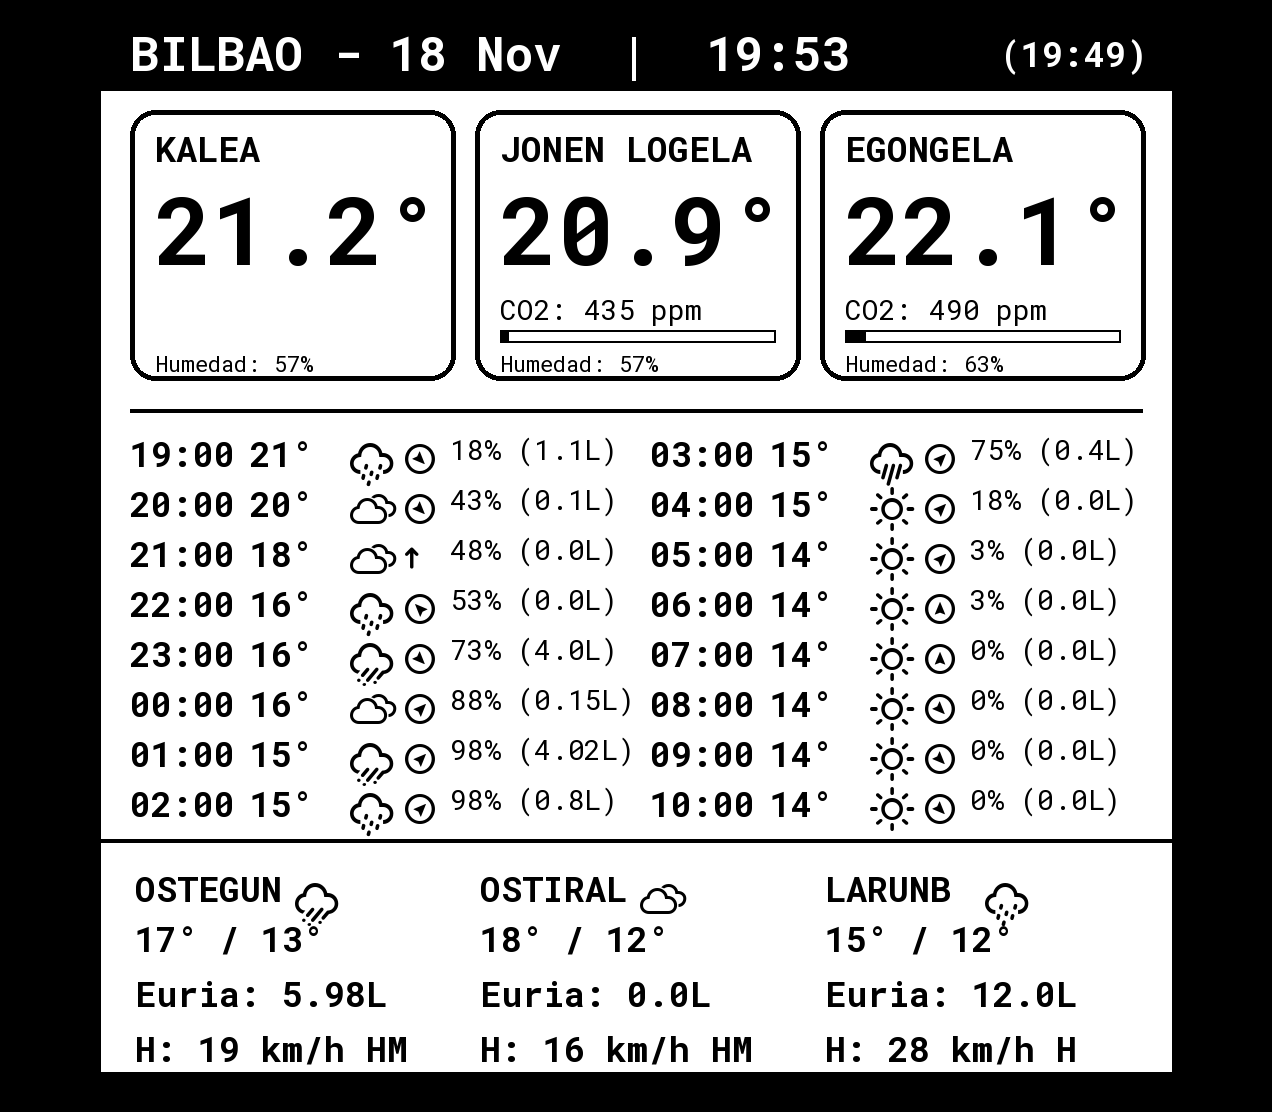 BILBAO - 18 Nov | 19:53 (19:49)
KALEA
21.2°
Humedad: 57%
JONEN LOGELA
20.9°
CO2: 435 ppm
Humedad: 57%
EGONGELA
22.1°
CO2: 490 ppm
Humedad: 63%
19:00 21° 18% (1.1L)
20:00 20° 43% (0.1L)
21:00 18° 48% (0.0L)
22:00 16° 53% (0.0L)
23:00 16° 73% (4.0L)
00:00 16° 88% (0.15L)
01:00 15° 98% (4.02L)
02:00 15° 98% (0.8L)
03:00 15° 75% (0.4L)
04:00 15° 18% (0.0L)
05:00 14° 3% (0.0L)
06:00 14° 3% (0.0L)
07:00 14° 0% (0.0L)
08:00 14° 0% (0.0L)
09:00 14° 0% (0.0L)
10:00 14° 0% (0.0L)
OSTEGUN
17° / 13°
Euria: 5.98L
H: 19 km/h HM
OSTIRAL
18° / 12°
Euria: 0.0L
H: 16 km/h HM
LARUNB
15° / 12°
Euria: 12.0L
H: 28 km/h H